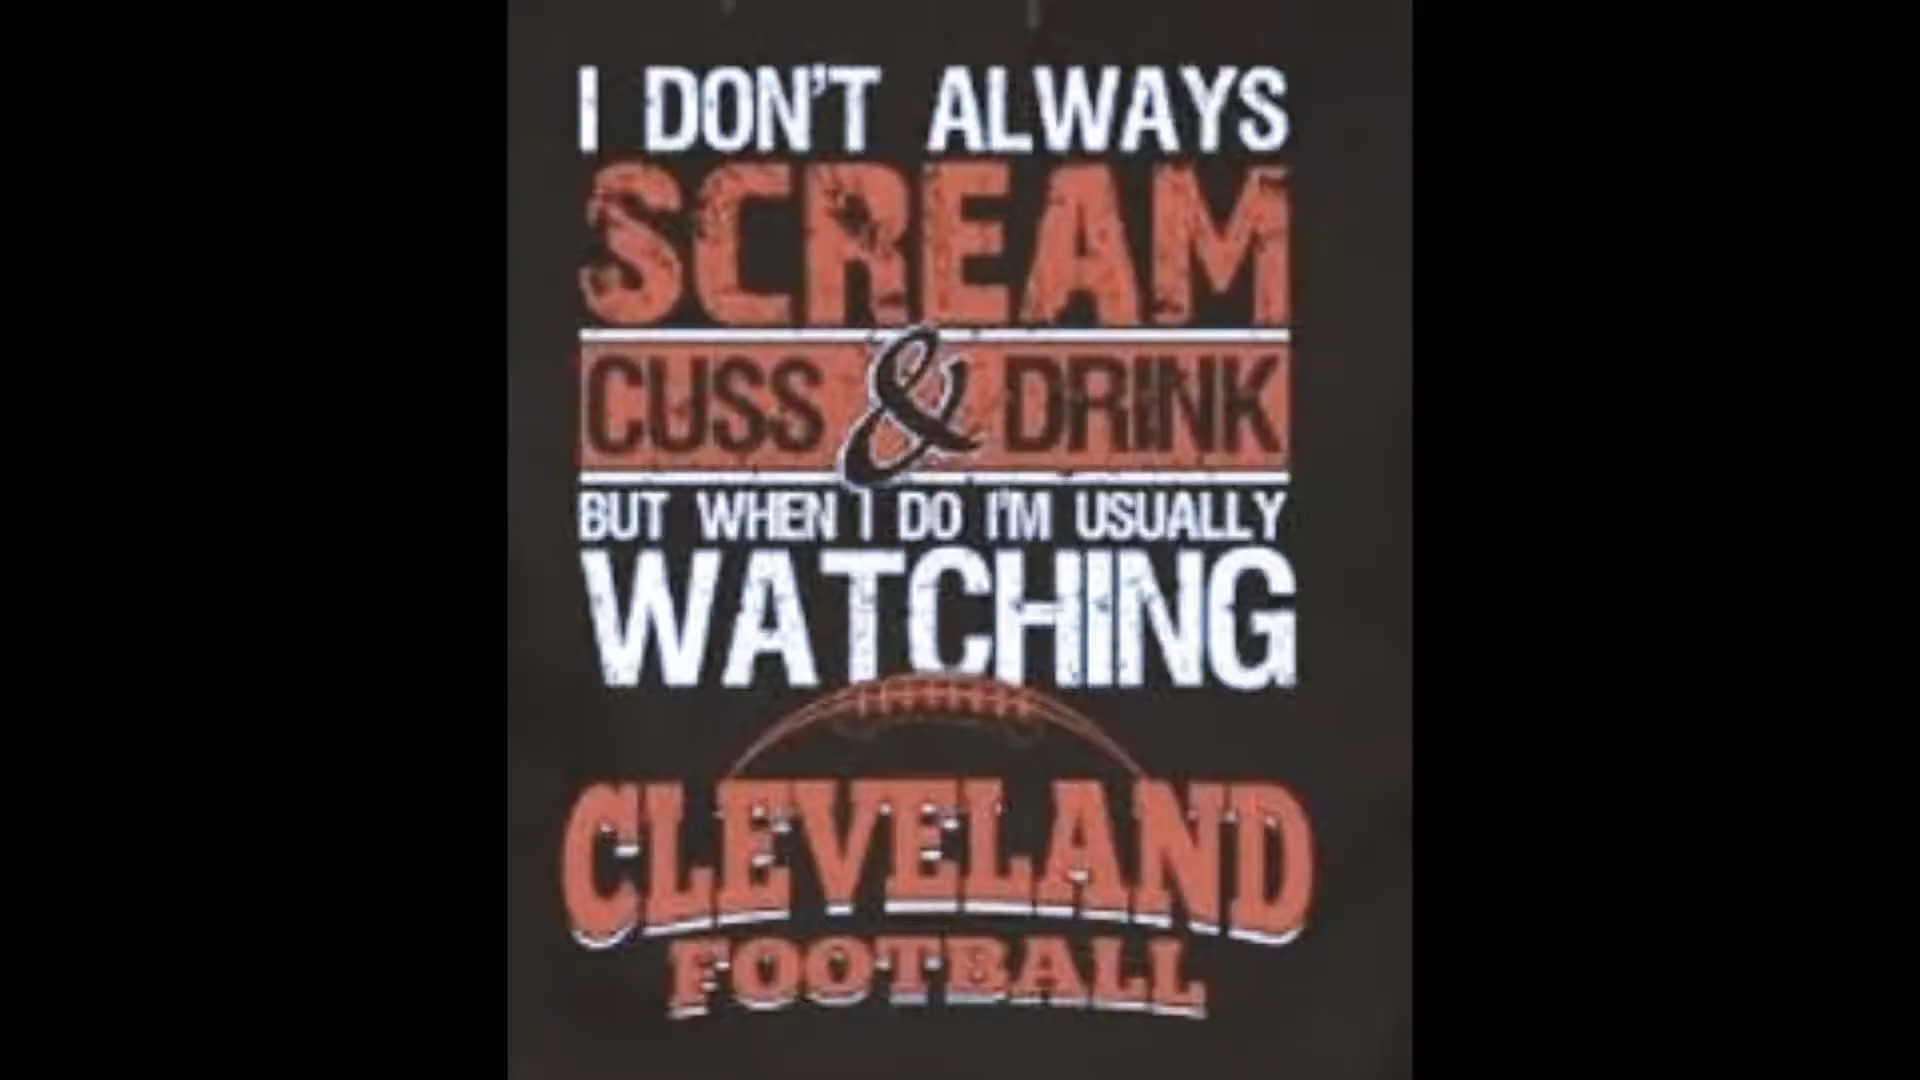 I DON'T ALWAYS
SCREAM
CUSS & DRINK
BUT WHEN I DO I'M USUALLY
WATCHING
CLEVELAND
FOOTBALL